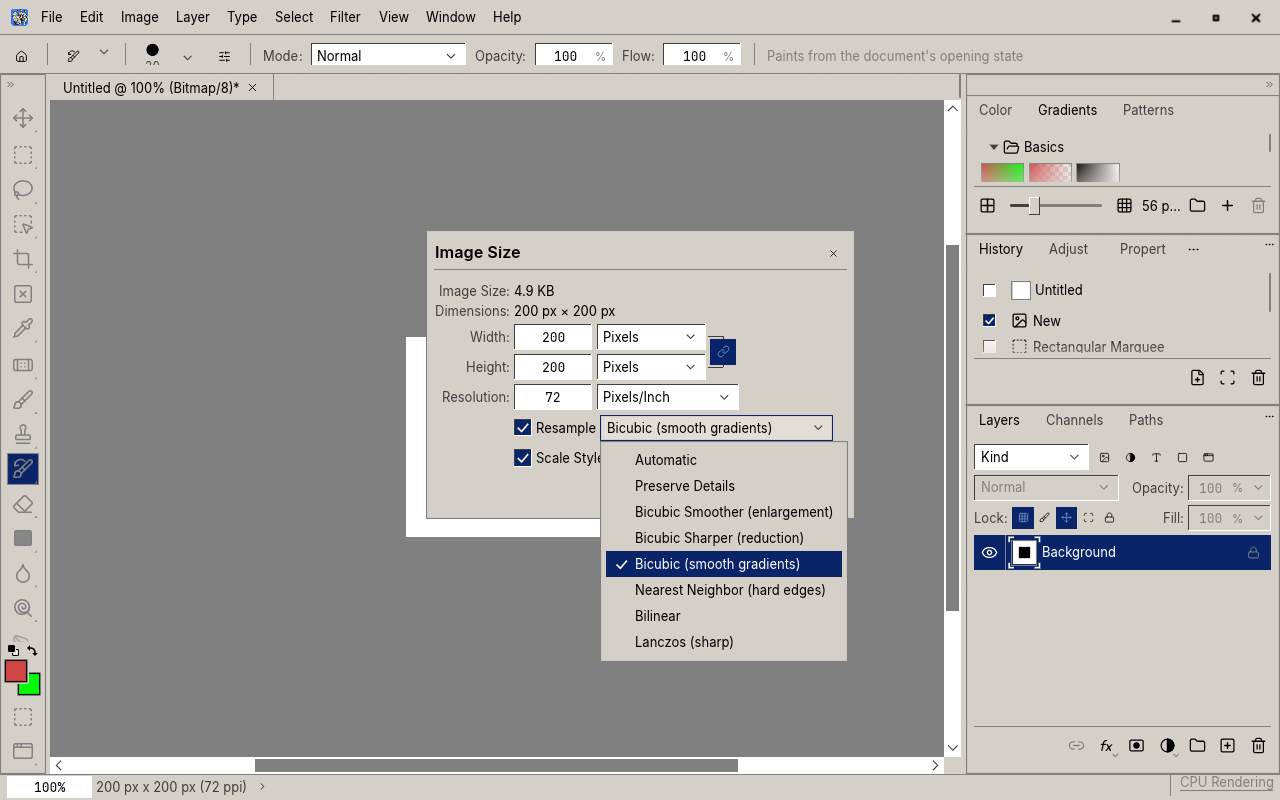 File Edit Image Layer Type Select Filter View Window Help
Mode: Normal Opacity: 100 % Flow: 100 % Paints from the document's opening state
Untitled @ 100% (Bitmap/8)*
Color Gradients Patterns
Basics
56 p...
History Adjust Propert
Untitled
New
Rectangular Marquee
Layers Channels Paths
Kind
Normal Opacity: 100 %
Lock: Fill: 100 %
Background
Image Size
Image Size: 4.9 KB
Dimensions: 200 px × 200 px
Width: 200 Pixels
Height: 200 Pixels
Resolution: 72 Pixels/Inch
Resample Bicubic (smooth gradients)
Scale Style
Automatic
Preserve Details
Bicubic Smoother (enlargement)
Bicubic Sharper (reduction)
Bicubic (smooth gradients)
Nearest Neighbor (hard edges)
Bilinear
Lanczos (sharp)
100% 200 px x 200 px (72 ppi)
CPU Rendering